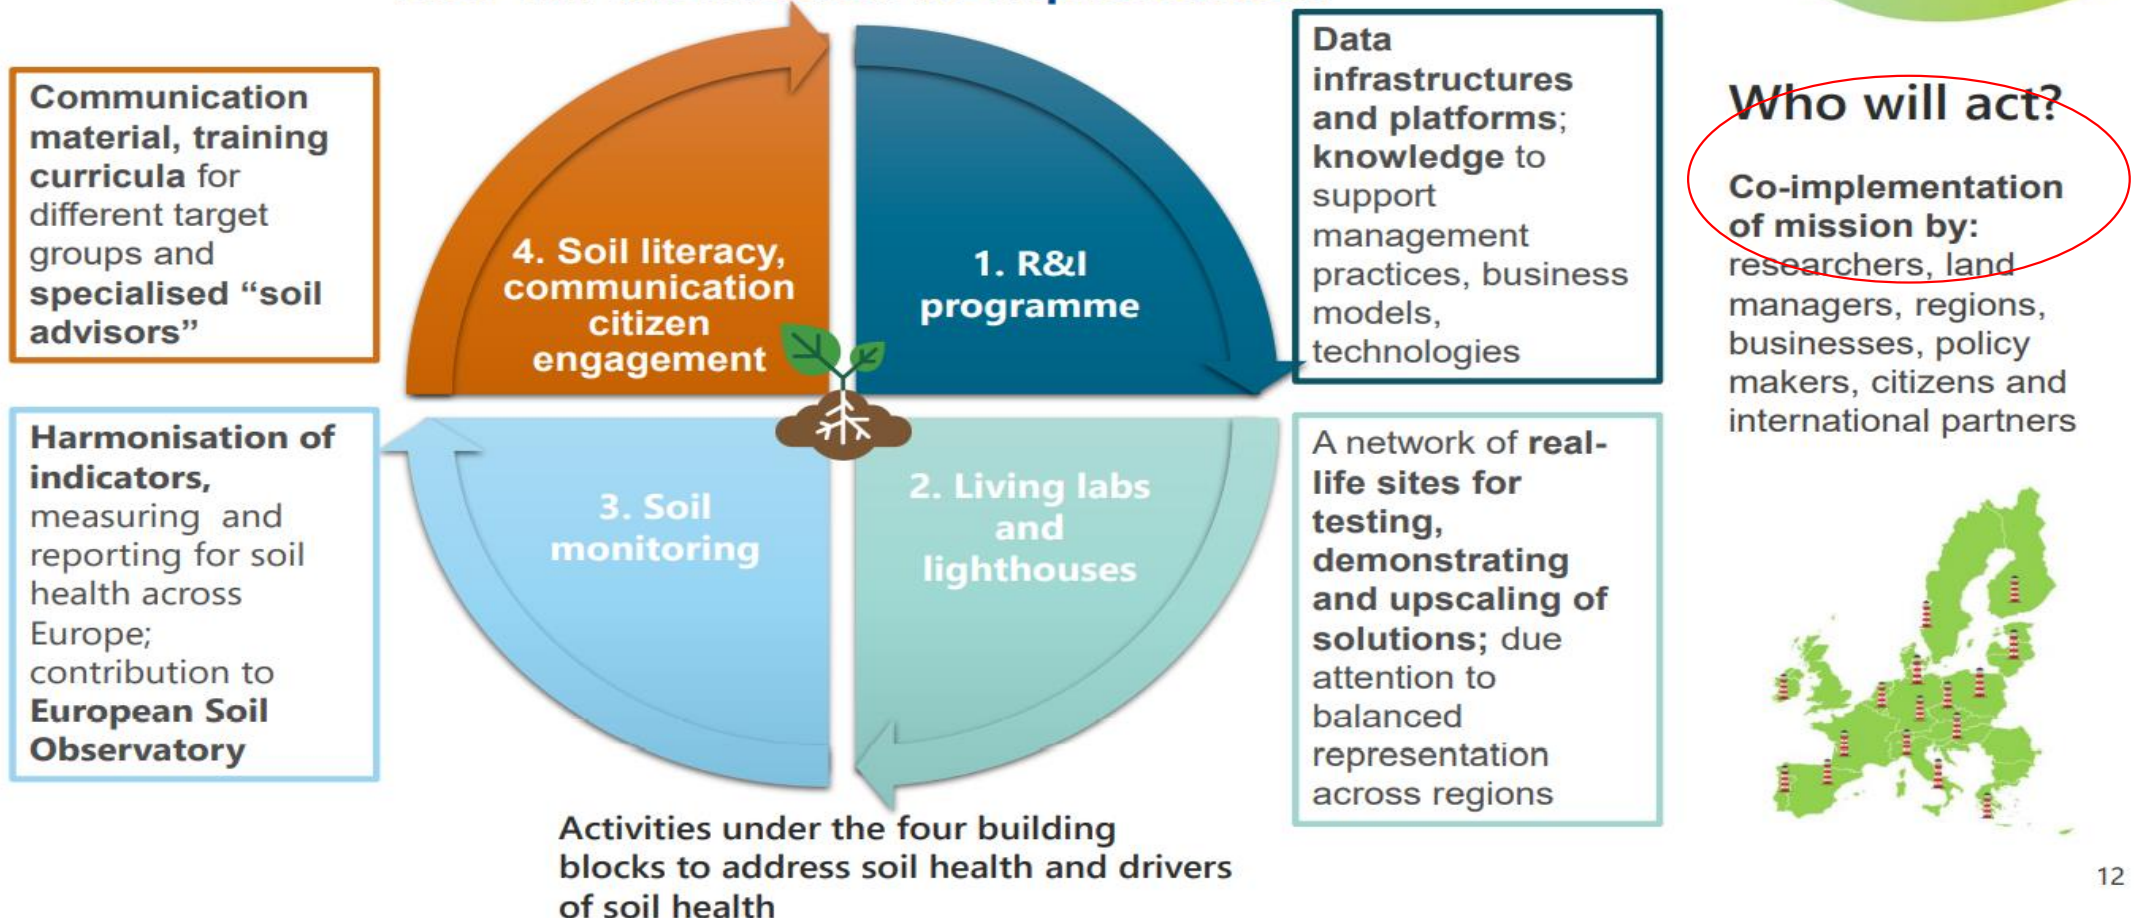 Communication
material, training
curricula for
different target
groups and
specialised “soil
advisors”
Harmonisation of
indicators,
measuring and
reporting for soil
health across
Europe;
contribution to
European Soil
Observatory
4. Soil literacy,
communication
citizen
engagement
1. R&I
programme
3. Soil
monitoring
2. Living labs
and
lighthouses
Activities under the four building
blocks to address soil health and drivers
of soil health
Data
infrastructures
and platforms;
knowledge to
support
management
practices, business
models,
technologies
A network of real-
life sites for
testing,
demonstrating
and upscaling of
solutions; due
attention to
balanced
representation
across regions
Who will act?
Co-implementation
of mission by:
researchers, land
managers, regions,
businesses, policy
makers, citizens and
international partners
12